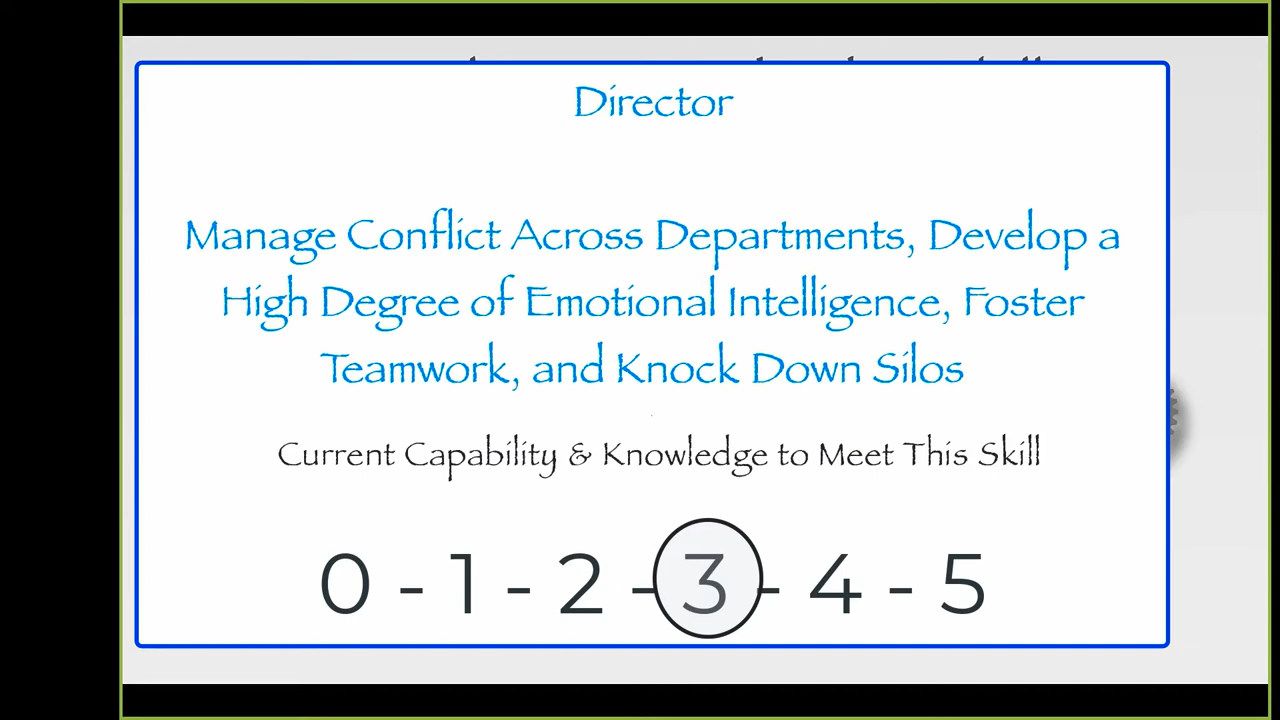 Director
Manage Conflict Across Departments, Develop a
High Degree of Emotional Intelligence, Foster
Teamwork, and Knock Down Silos
Current Capability & Knowledge to Meet This Skill
0 - 1 - 2 - 3 - 4 - 5